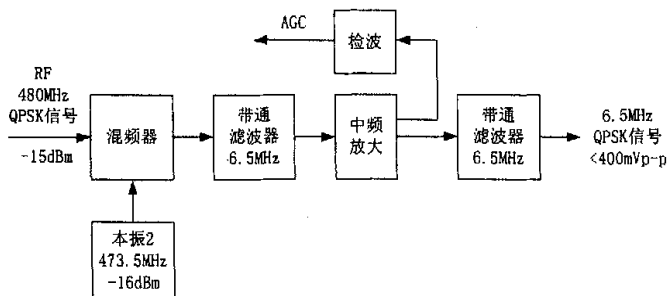 AGC
检波
RF
480MHz
QPSK信号
-15dBm
混频器
带通
滤波器
6.5MHz
中频
放大
带通
滤波器
6.5MHz
6.5MHz
QPSK信号
<400mVp-p
本振2
473.5MHz
-16dBm